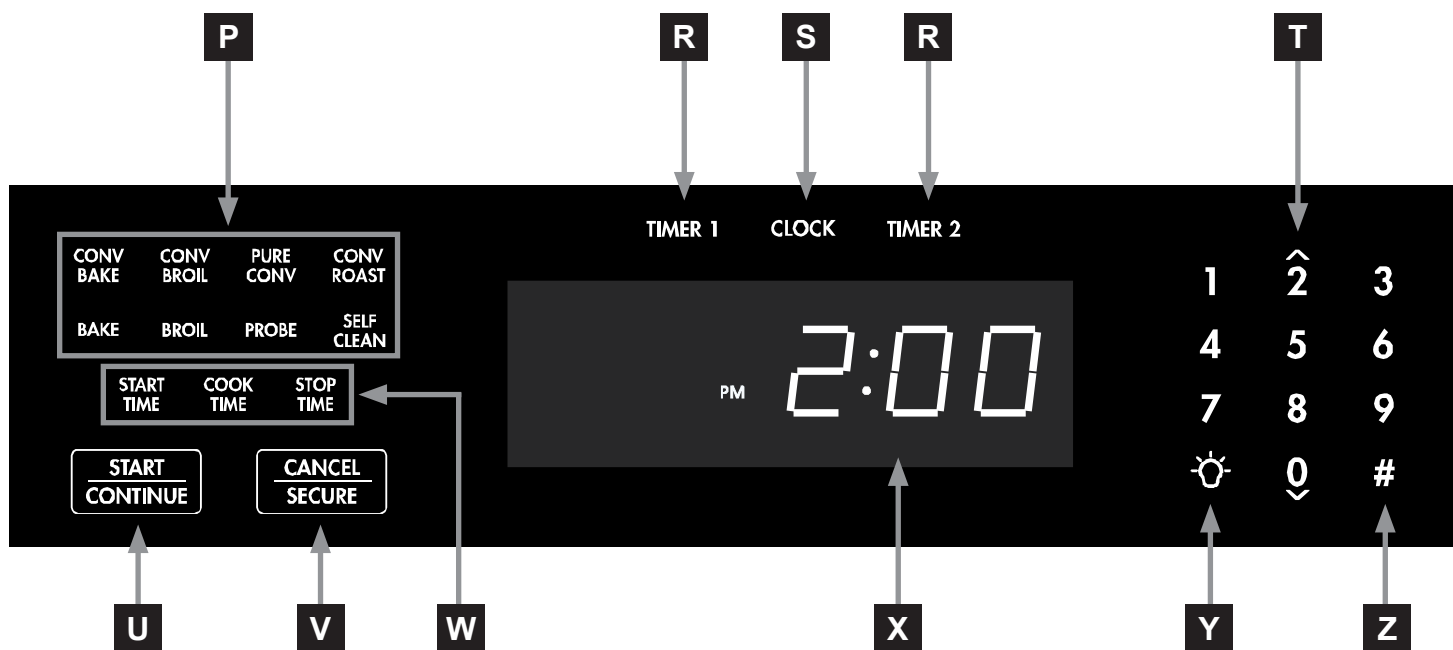 P R S R T
TIMER 1 CLOCK TIMER 2
CONV CONV PURE CONV
BAKE BROIL CONV ROAST
BAKE BROIL PROBE SELF
CLEAN
START COOK STOP
TIME TIME TIME
START CANCEL
CONTINUE SECURE
PM 2:00
1 2 3
4 5 6
7 8 9
0 #
U V W X Y Z